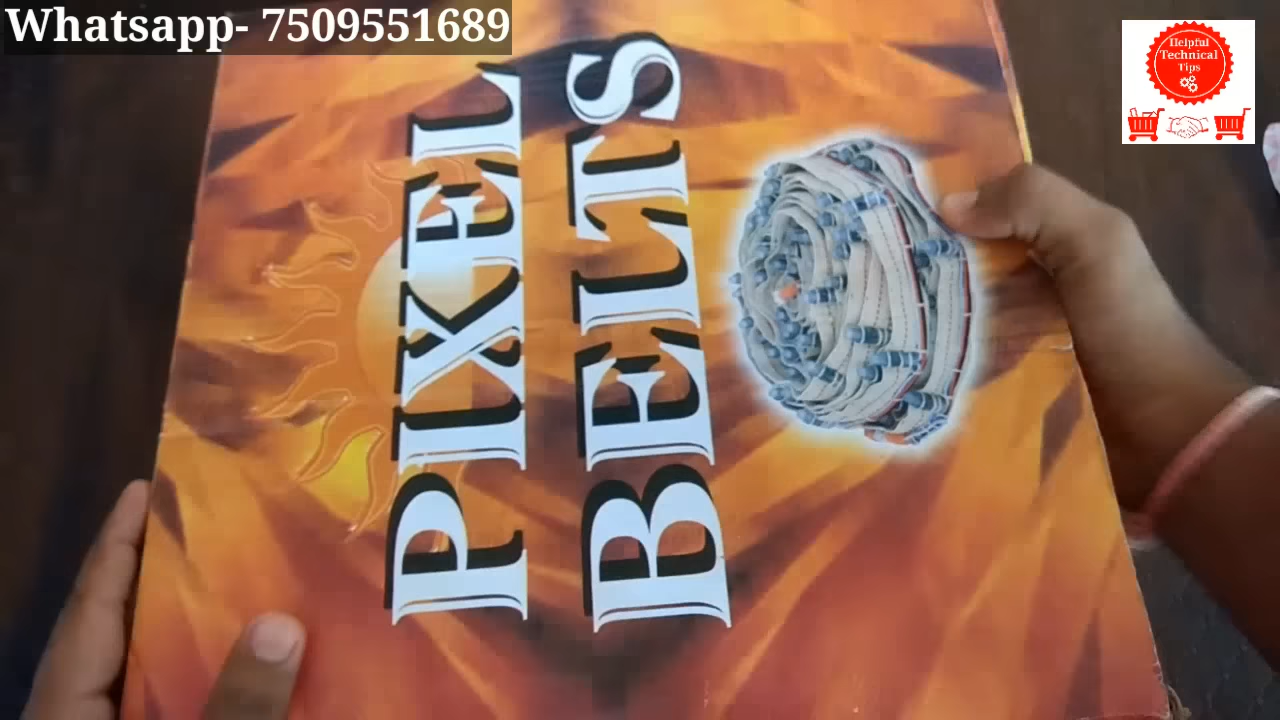 Whatsapp- 7509551689
Helpful
Technical
Tips
PIXEL
BELTS